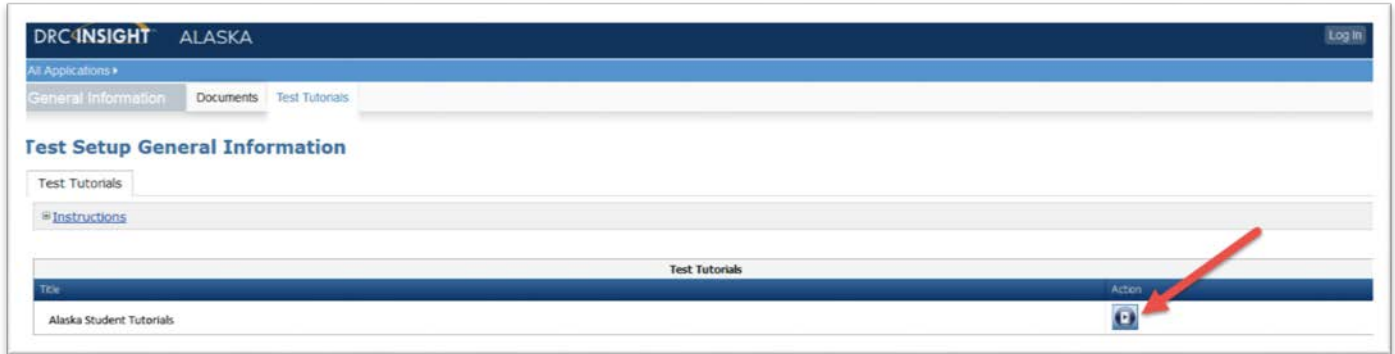 DRC INSIGHT ALASKA Log In
All Applications
General Information Documents Test Tutorials
Test Setup General Information
Test Tutorials
Instructions
Test Tutorials
Title Action
Alaska Student Tutorials